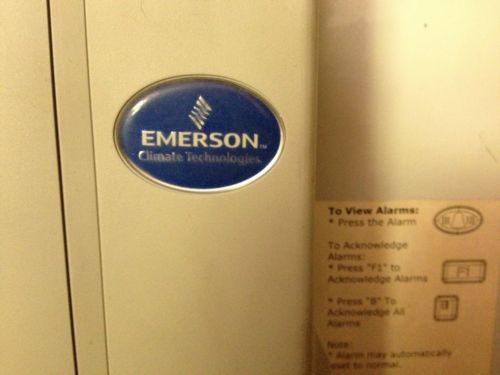 EMERSON™
Climate Technologies
To View Alarms:
* Press the Alarm
To Acknowledge
Alarms:
* Press "F1" to
Acknowledge Alarms
F1
* Press "B" To
Acknowledge All
Alarms
Note:
* Alarm may automatically
reset to normal.